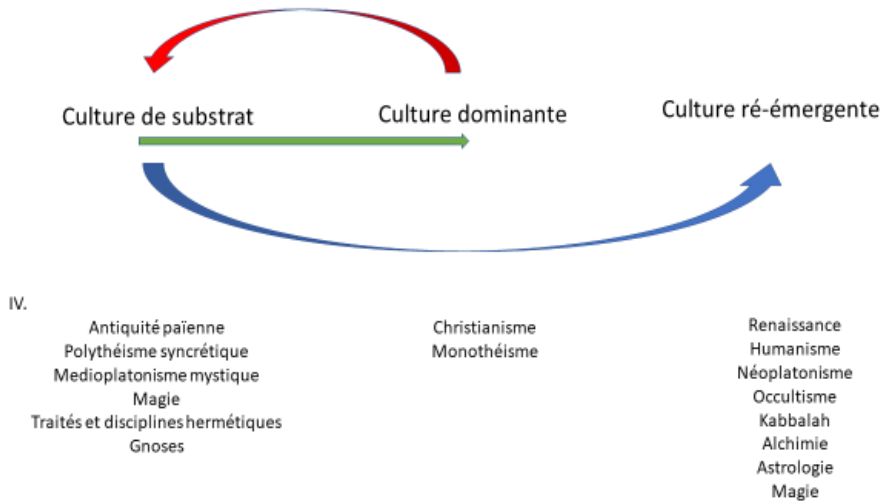 Culture de substrat
Culture dominante
Culture ré-émergente
IV.
Antiquité païenne
Polythéisme syncrétique
Medioplatonisme mystique
Magie
Traités et disciplines hermétiques
Gnoses
Christianisme
Monothéisme
Renaissance
Humanisme
Néoplatonisme
Occultisme
Kabbalah
Alchimie
Astrologie
Magie